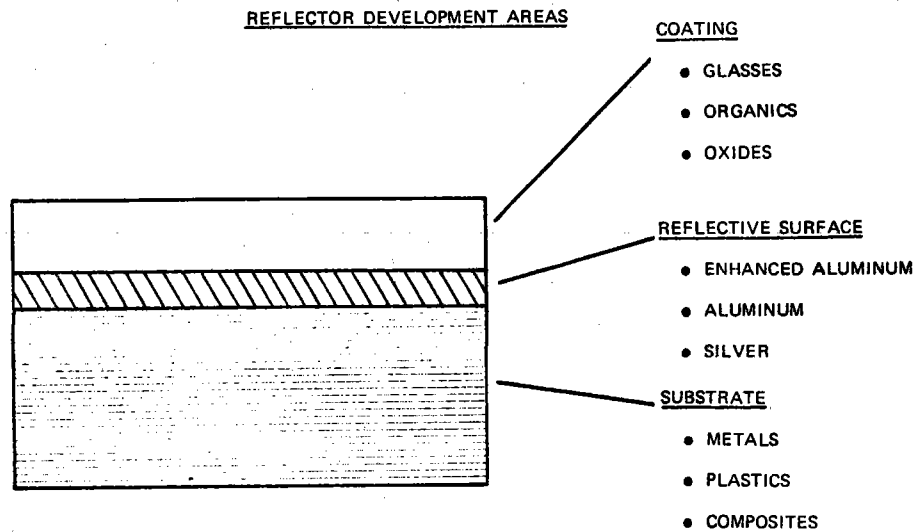 REFLECTOR DEVELOPMENT AREAS
COATING
• GLASSES
• ORGANICS
• OXIDES
REFLECTIVE SURFACE
• ENHANCED ALUMINUM
• ALUMINUM
• SILVER
SUBSTRATE
• METALS
• PLASTICS
• COMPOSITES